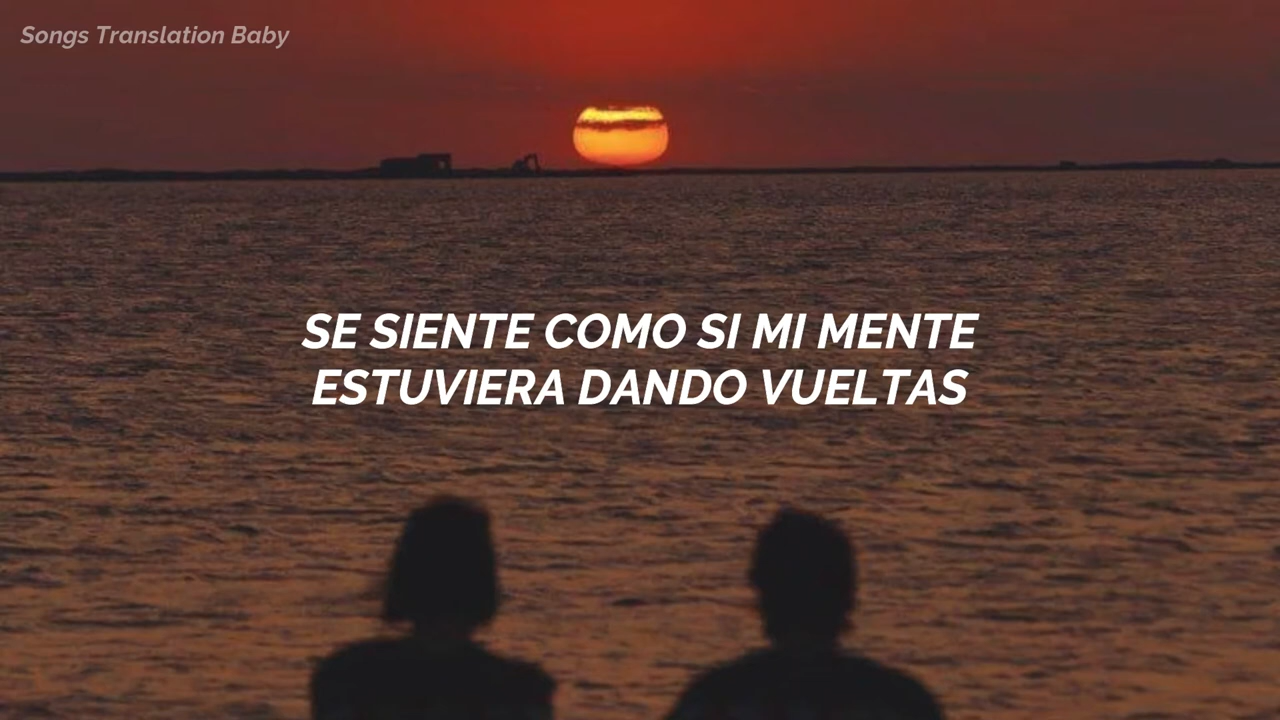 Songs Translation Baby
SE SIENTE COMO SI MI MENTE
ESTUVIERA DANDO VUELTAS